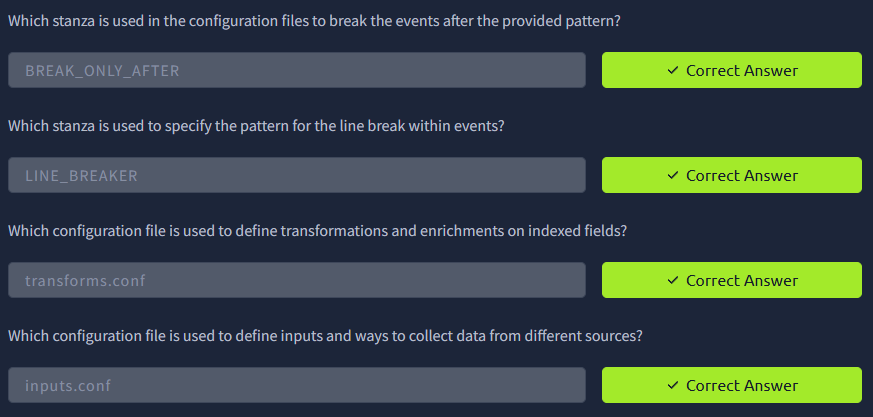 Which stanza is used in the configuration files to break the events after the provided pattern?
BREAK_ONLY_AFTER
✓ Correct Answer
Which stanza is used to specify the pattern for the line break within events?
LINE_BREAKER
✓ Correct Answer
Which configuration file is used to define transformations and enrichments on indexed fields?
transforms.conf
✓ Correct Answer
Which configuration file is used to define inputs and ways to collect data from different sources?
inputs.conf
✓ Correct Answer